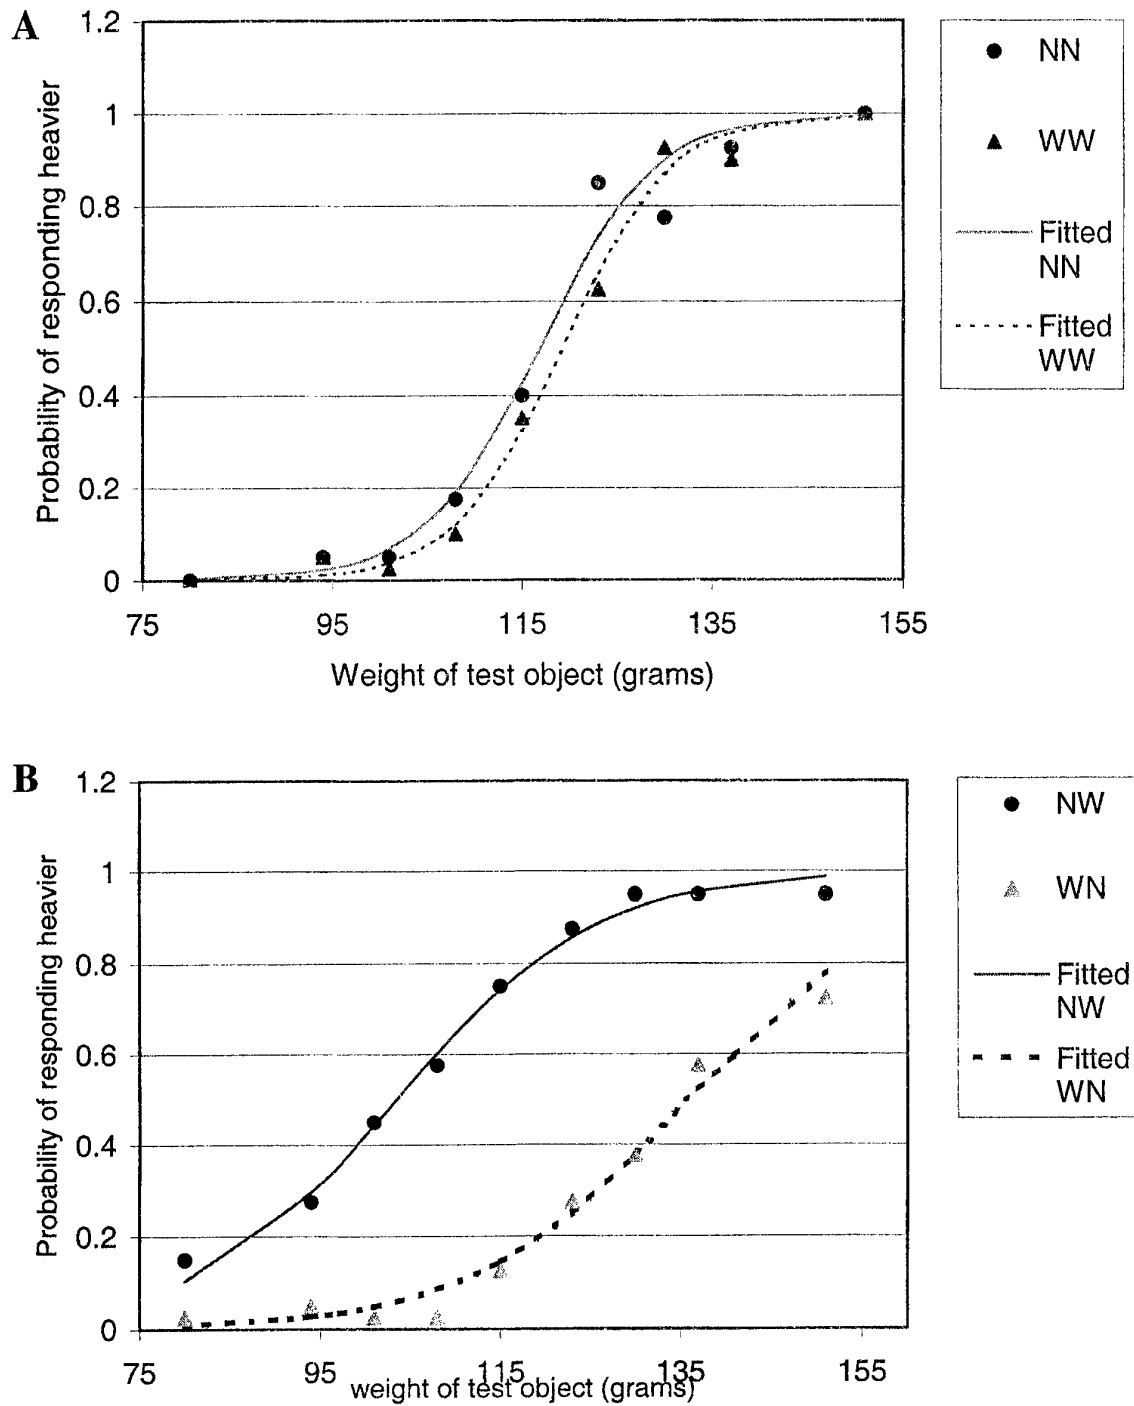 A
1.2
1
0.8
0.6
0.4
0.2
0
Probability of responding heavier
75 95 115 135 155
Weight of test object (grams)
NN
WW
Fitted
NN
Fitted
WW
B
1.2
1
0.8
0.6
0.4
0.2
0
Probability of responding heavier
75 95 115 135 155
weight of test object (grams)
NW
WN
Fitted
NW
Fitted
WN